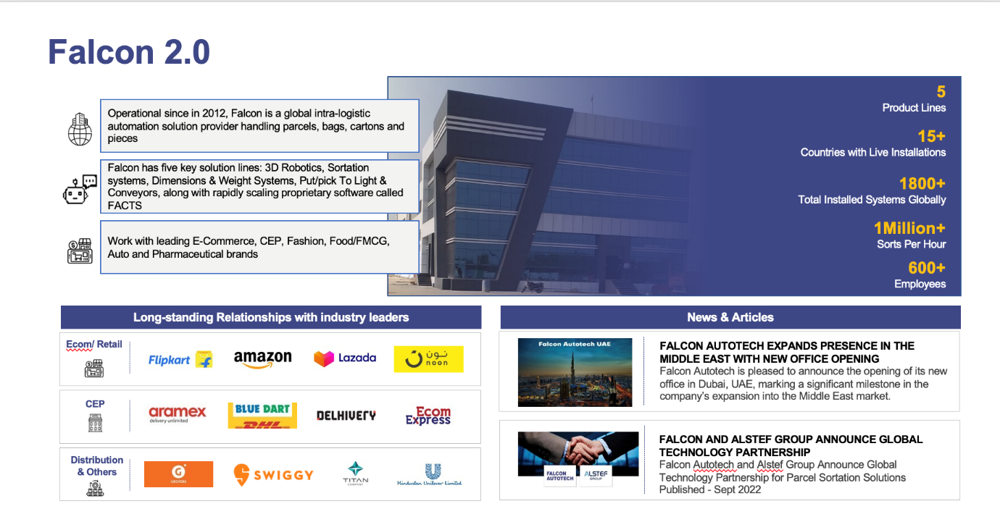 Falcon 2.0
Operational since in 2012, Falcon is a global intra-logistic
automation solution provider handling parcels, bags, cartons and
pieces
Falcon has five key solution lines: 3D Robotics, Sortation
systems, Dimensions & Weight Systems, Put/pick To Light &
Conveyors, along with rapidly scaling proprietary software called
FACTS
Work with leading E-Commerce, CEP, Fashion, Food/FMCG,
Auto and Pharmaceutical brands
5
Product Lines
15+
Countries with Live Installations
1800+
Total Installed Systems Globally
1Million+
Sorts Per Hour
600+
Employees
Long-standing Relationships with industry leaders
Ecom/ Retail
Flipkart
amazon
Lazada
نون
noon
CEP
aramex
delivery unlimited
BLUE DART
DHL
DELHIVERY
Ecom
Express
Distribution
& Others
G
GROFERS
SWIGGY
TITAN
COMPANY
Hindustan Unilever Limited
News & Articles
Falcon Autotech UAE
FALCON AUTOTECH EXPANDS PRESENCE IN THE
MIDDLE EAST WITH NEW OFFICE OPENING
Falcon Autotech is pleased to announce the opening of its new
office in Dubai, UAE, marking a significant milestone in the
company's expansion into the Middle East market.
FALCON
AUTOTECH
ALSTEF
GROUP
FALCON AND ALSTEF GROUP ANNOUNCE GLOBAL
TECHNOLOGY PARTNERSHIP
Falcon Autotech and Alstef Group Announce Global
Technology Partnership for Parcel Sortation Solutions
Published - Sept 2022